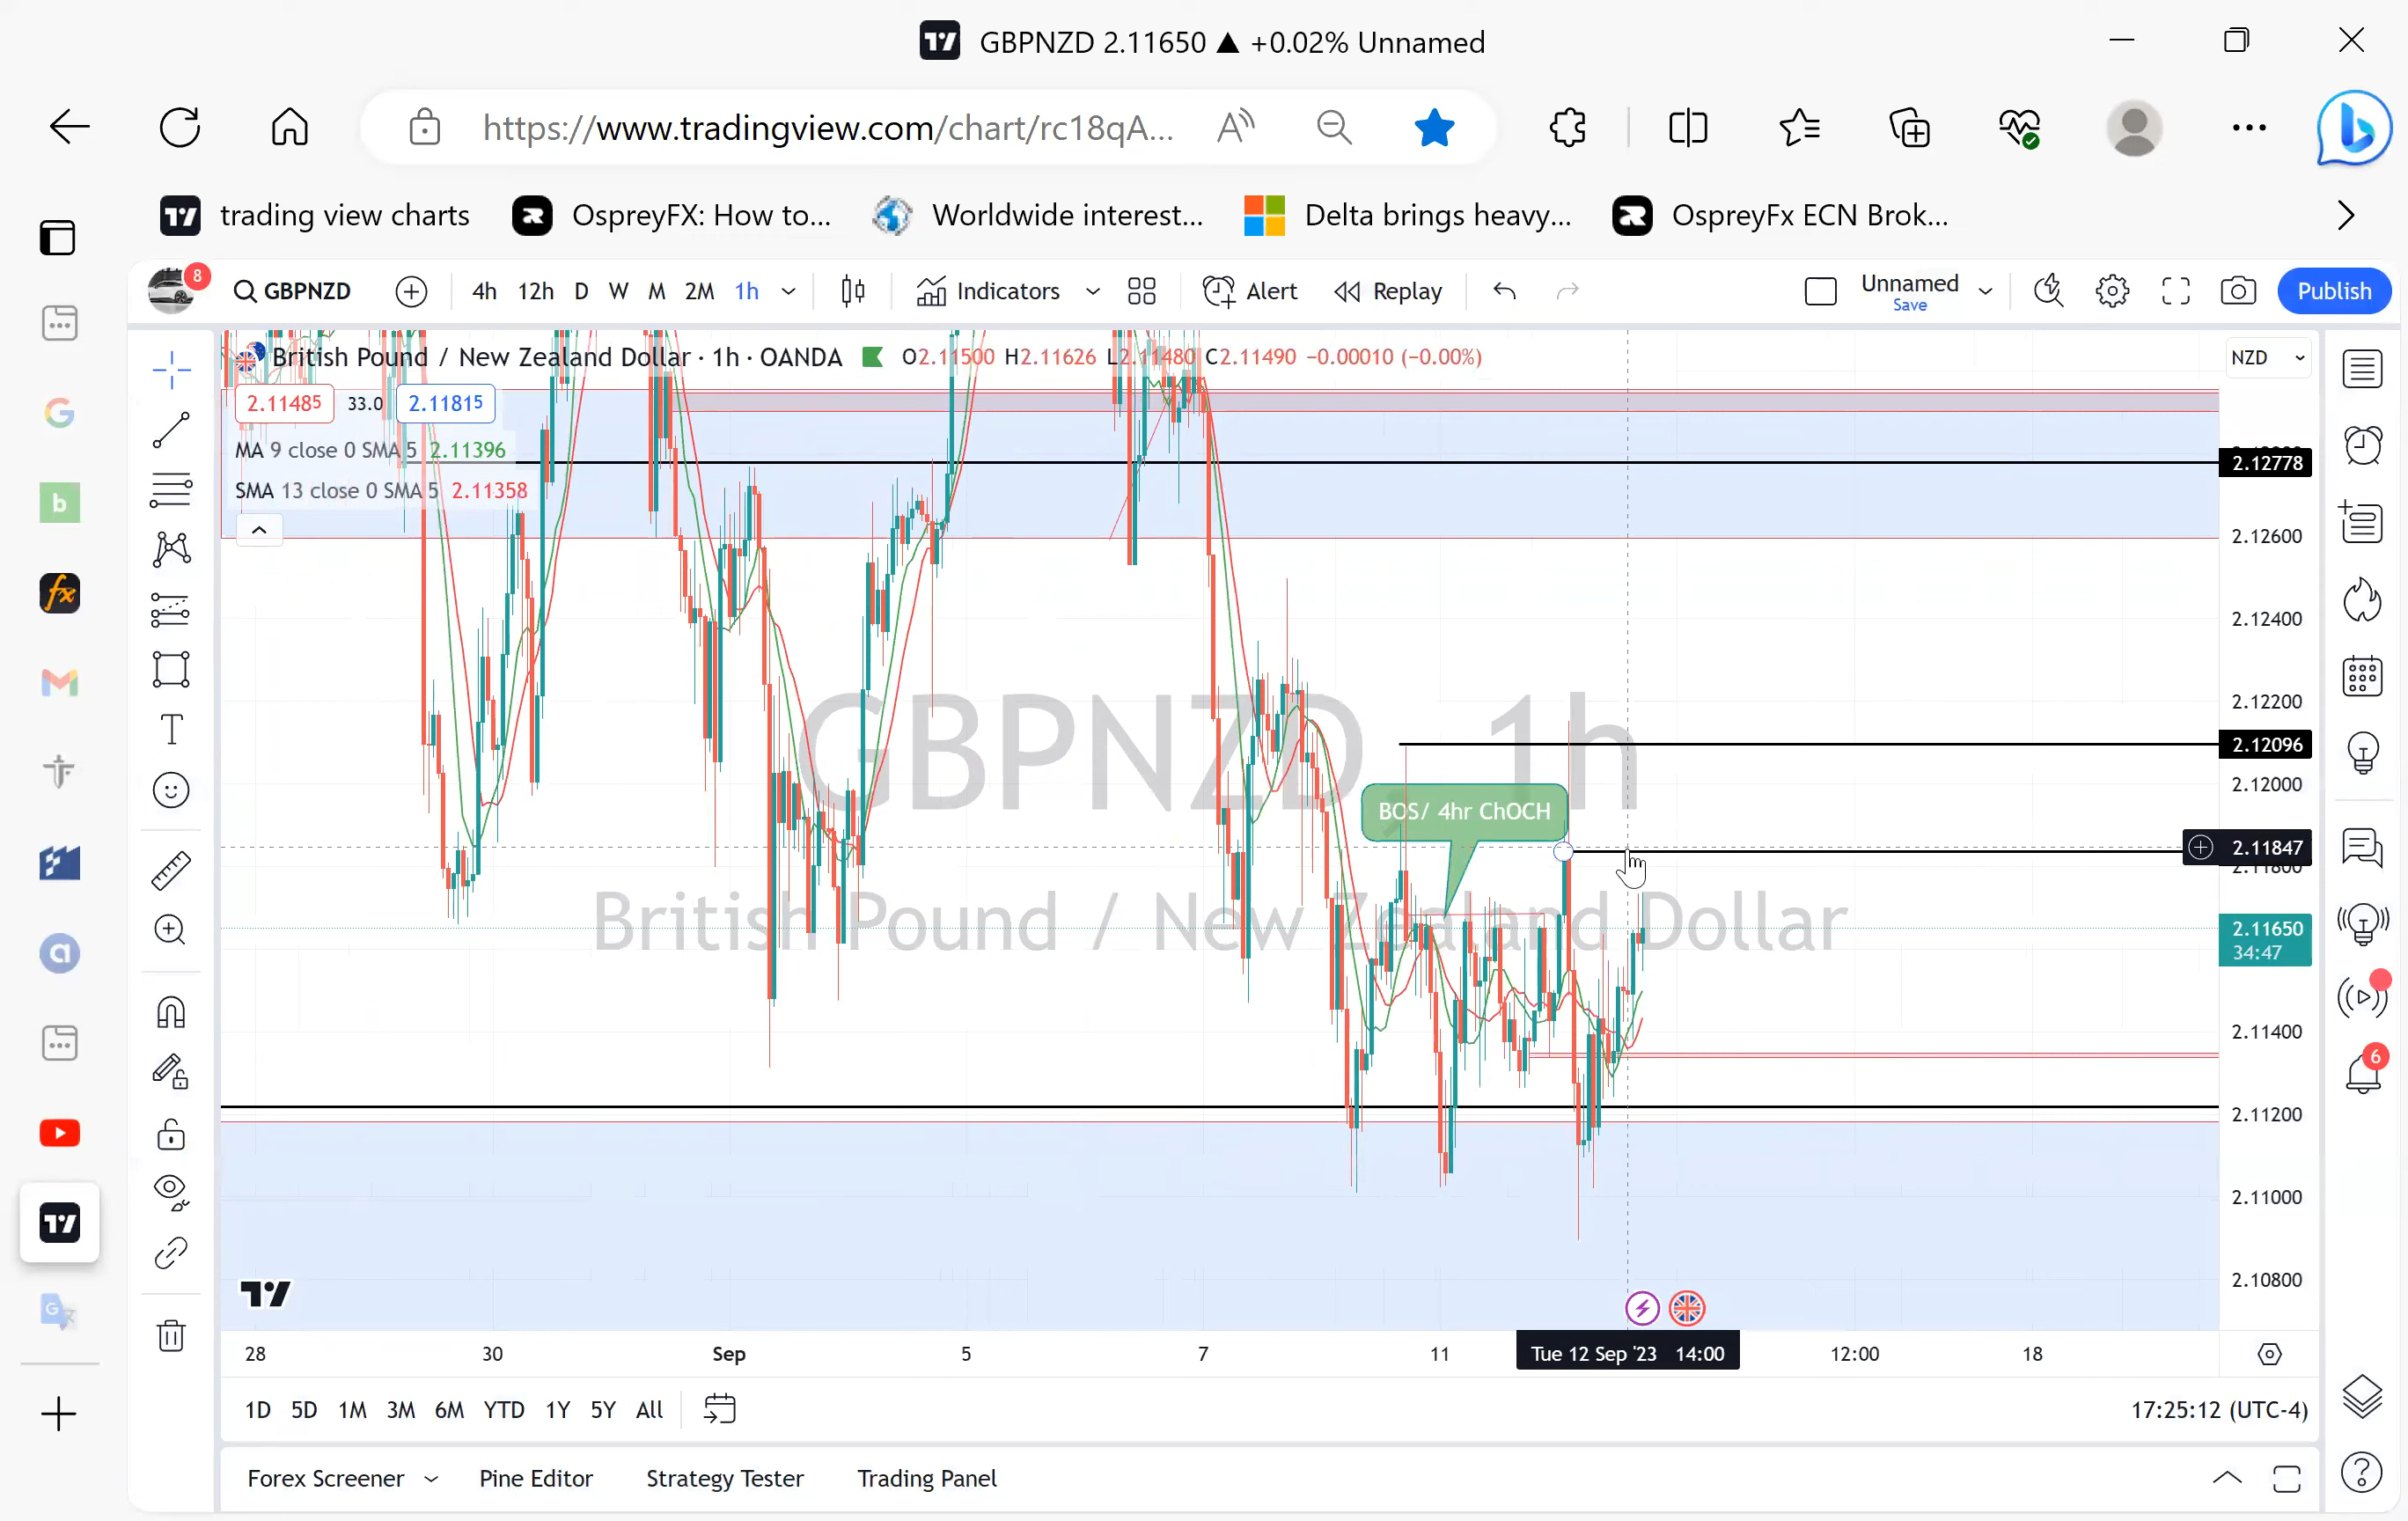 GBPNZD 2.11650 ▲ +0.02% Unnamed
https://www.tradingview.com/chart/rc18qA...
trading view charts OspreyFX: How to... Worldwide interest... Delta brings heavy... OspreyFx ECN Brok...
8 GBPNZD 4h 12h D W M 2M 1h Indicators Alert Replay Unnamed Save Publish
British Pound / New Zealand Dollar · 1h · OANDA O2.11500 H2.11626 L2.11480 C2.11490 −0.00010 (−0.00%) NZD
2.11485 33.0 2.11815
MA 9 close 0 SMA 5 2.11396
2.12778
SMA 13 close 0 SMA 5 2.11358
2.12600
2.12400
2.12200
GBPNZD 1h
2.12096
2.12000
BOS/ 4hr ChOCH
2.11847
2.11800
British Pound / New Zealand Dollar
2.11650
34:47
2.11400
6
2.11200
2.11000
2.10800
28 30 Sep 5 7 11 Tue 12 Sep '23 14:00 12:00 18
1D 5D 1M 3M 6M YTD 1Y 5Y All 17:25:12 (UTC-4)
Forex Screener Pine Editor Strategy Tester Trading Panel